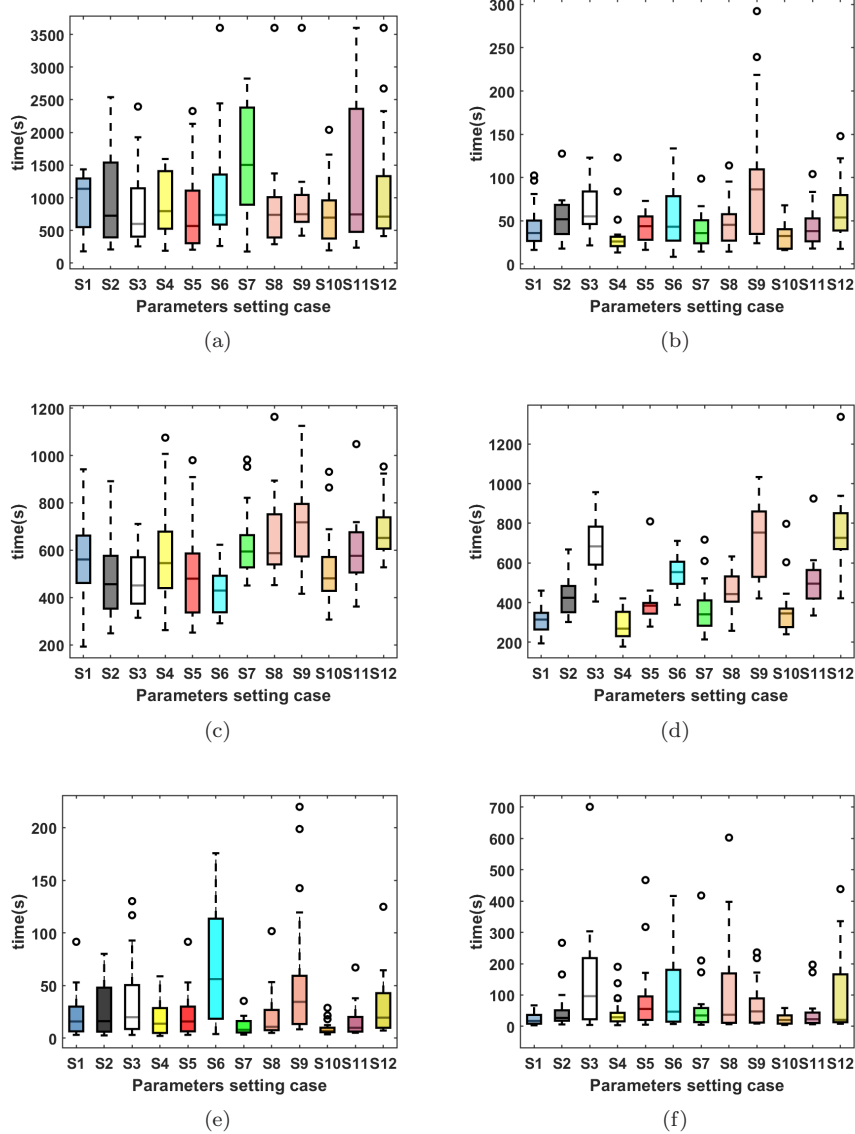 3500
3000
2500
2000
1500
1000
500
0
time(s)
S1 S2 S3 S4 S5 S6 S7 S8 S9 S10 S11 S12
Parameters setting case
(a)
300
250
200
150
100
50
0
time(s)
S1 S2 S3 S4 S5 S6 S7 S8 S9 S10 S11 S12
Parameters setting case
(b)
1200
1000
800
600
400
200
time(s)
S1 S2 S3 S4 S5 S6 S7 S8 S9 S10 S11 S12
Parameters setting case
(c)
1200
1000
800
600
400
200
time(s)
S1 S2 S3 S4 S5 S6 S7 S8 S9 S10 S11 S12
Parameters setting case
(d)
200
150
100
50
0
time(s)
S1 S2 S3 S4 S5 S6 S7 S8 S9 S10 S11 S12
Parameters setting case
(e)
700
600
500
400
300
200
100
0
time(s)
S1 S2 S3 S4 S5 S6 S7 S8 S9 S10 S11 S12
Parameters setting case
(f)